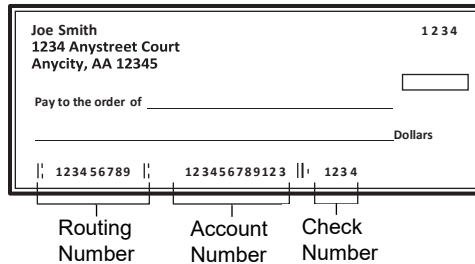 Joe Smith
1234
1234 Anystreet Court
Anycity, AA 12345
Pay to the order of
Dollars
123456789 123456789123 1234
Routing Number
Account Number
Check Number